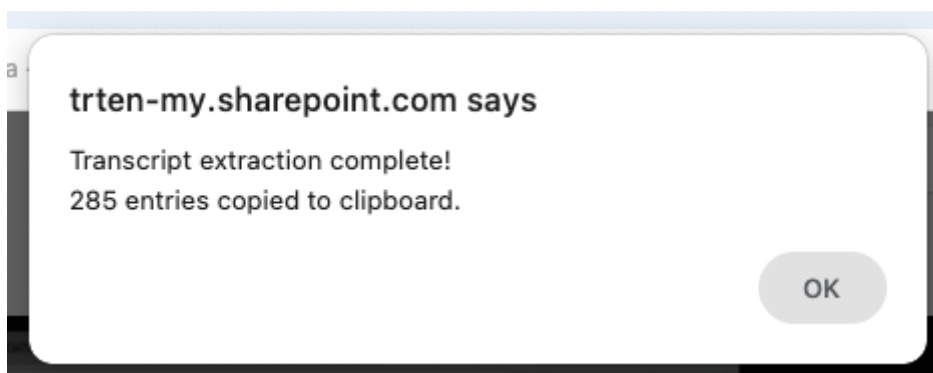 trten-my.sharepoint.com says
Transcript extraction complete!
285 entries copied to clipboard.
OK